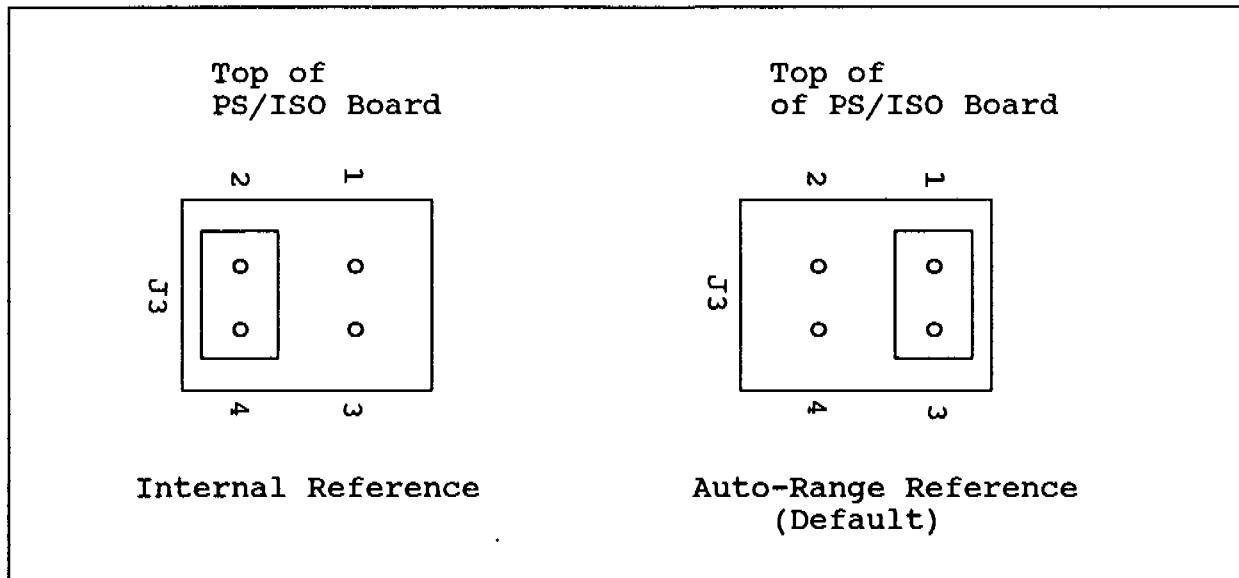 Top of
PS/ISO Board
2 1
J3
4 3
Internal Reference
Top of
of PS/ISO Board
2 1
J3
4 3
Auto-Range Reference
(Default)